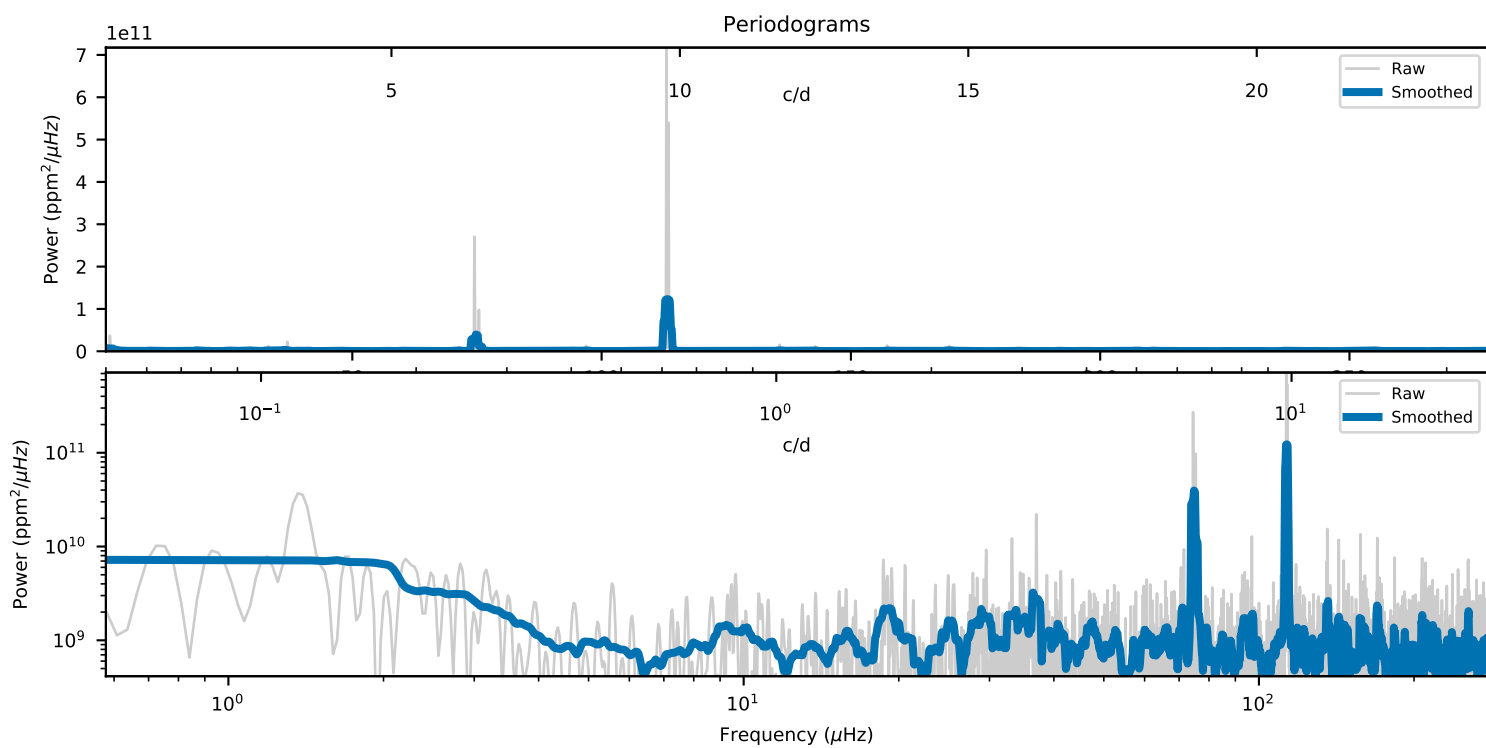 Periodograms
1e11
7
6
5
4
3
2
1
0
Power (ppm²/μHz)
5
10
15
20
c/d
Raw
Smoothed
10⁻¹
10⁰
10¹
c/d
Raw
Smoothed
10¹¹
10¹⁰
10⁹
Power (ppm²/μHz)
10⁰
10¹
10²
Frequency (μHz)